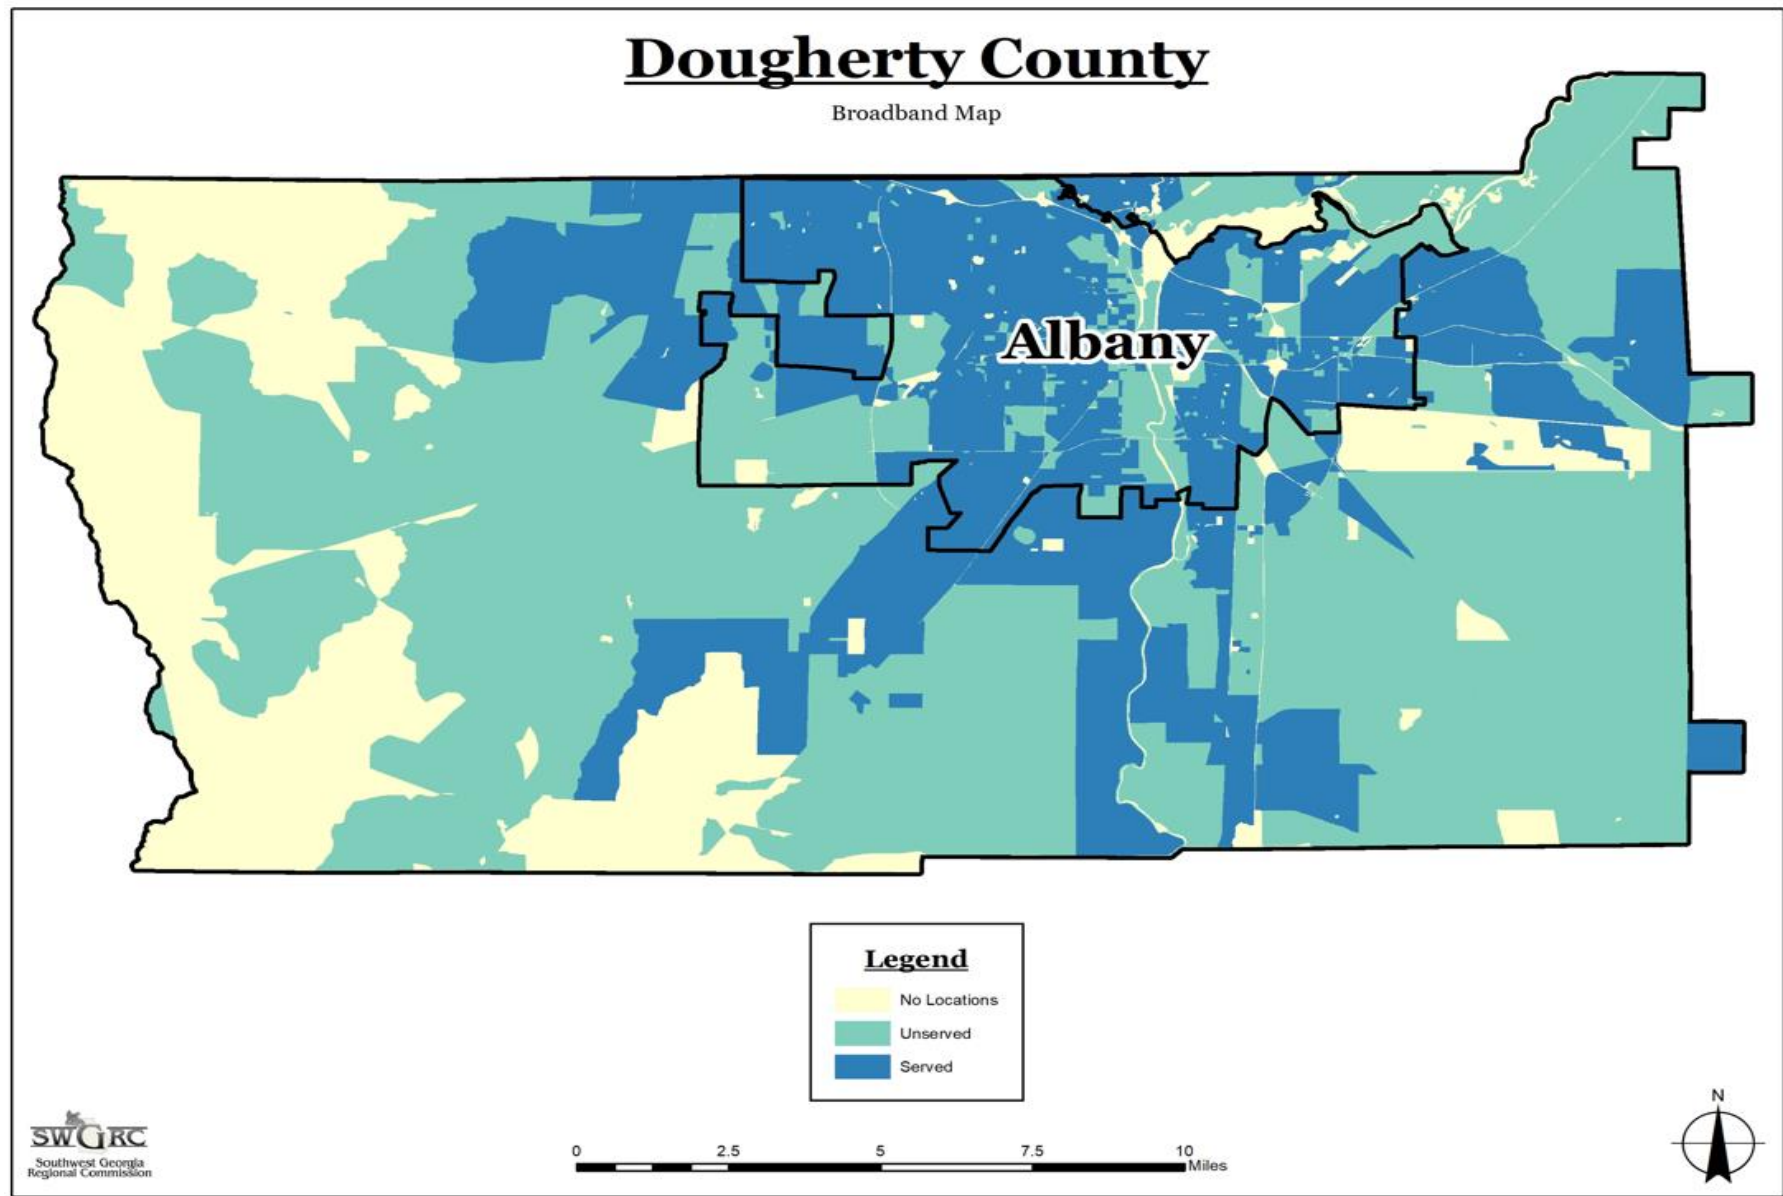 Dougherty County
Broadband Map
Albany
Legend
No Locations
Unserved
Served
SWGRC
Southwest Georgia
Regional Commission
0 2.5 5 7.5 10
Miles
N